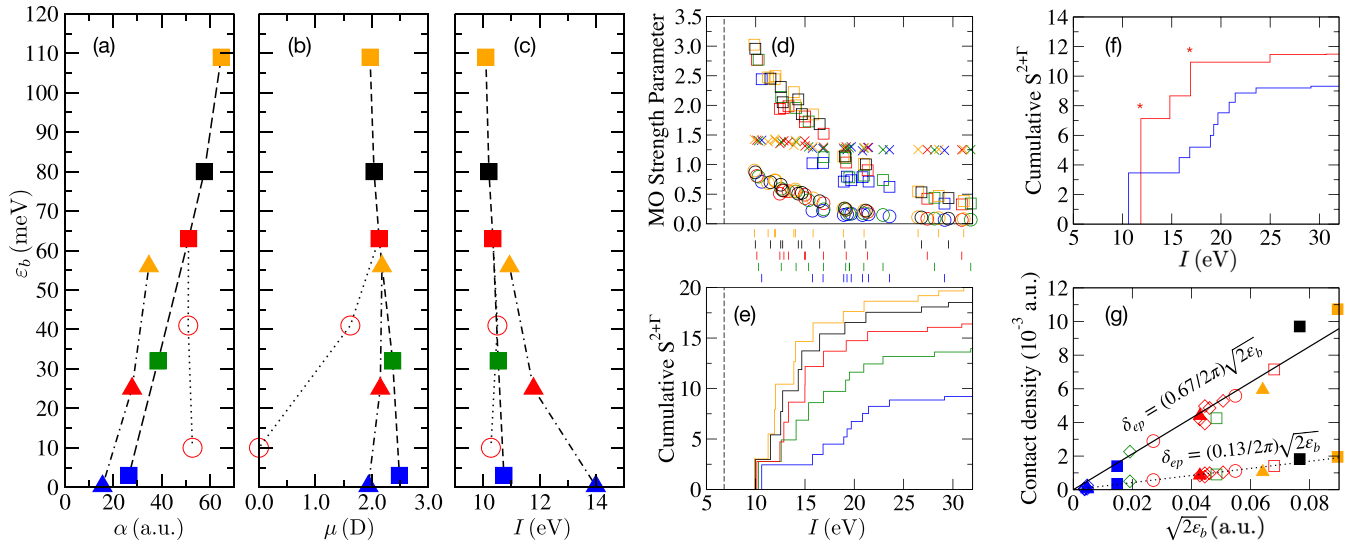 (a)
(b)
(c)
(d)
(e)
(f)
(g)
120
110
100
90
80
70
60
50
40
30
20
10
0
ε_b (meV)
0 20 40 60
α (a.u.)
0.0 1.0 2.0 3.0
μ (D)
10 12 14
I (eV)
3.5
3.0
2.5
2.0
1.5
1.0
0.5
0.0
MO Strength Parameter
20
15
10
5
0
Cumulative S^{2+Γ}
5 10 15 20 25 30
I (eV)
14
12
10
8
6
4
2
0
Cumulative S^{2+Γ}
* *
5 10 15 20 25 30
I (eV)
12
10
8
6
4
2
0
Contact density (10⁻³ a.u.)
δ_ep = (0.67/2π)√2ε_b
δ_ep = (0.13/2π)√2ε_b
0 0.02 0.04 0.06 0.08
√2ε_b (a.u.)